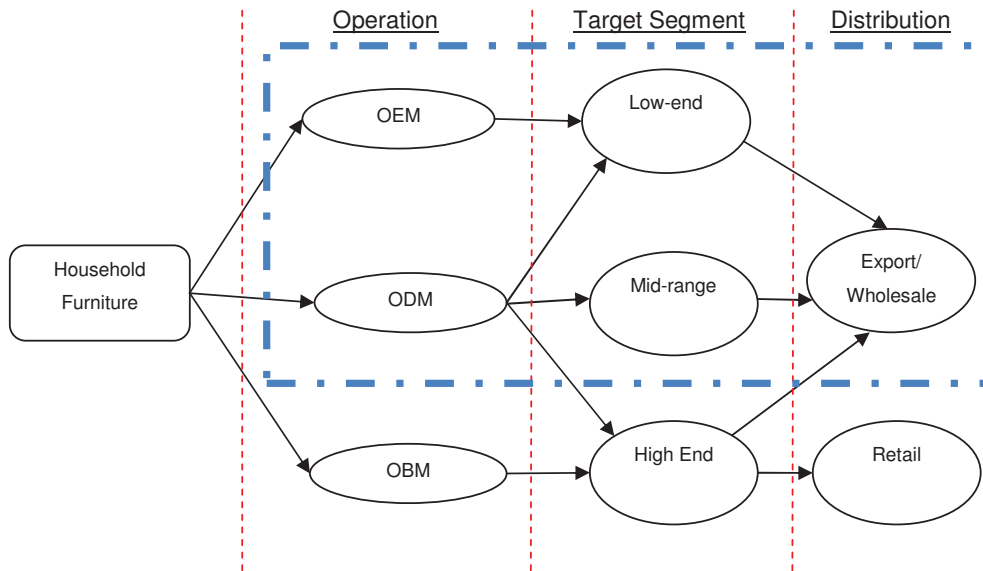 Operation
Target Segment
Distribution
OEM
Low-end
Household
Furniture
ODM
Mid-range
Export/
Wholesale
OBM
High End
Retail